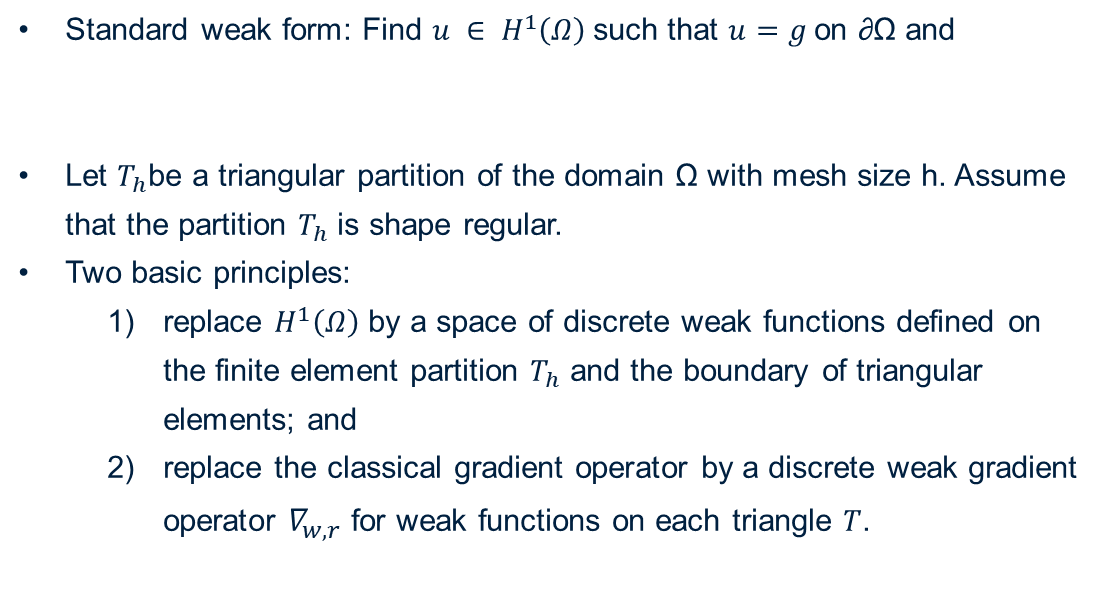 • Standard weak form: Find u ∈ H¹(Ω) such that u = g on ∂Ω and
• Let Tₕbe a triangular partition of the domain Ω with mesh size h. Assume
that the partition Tₕ is shape regular.
• Two basic principles:
1) replace H¹(Ω) by a space of discrete weak functions defined on
the finite element partition Tₕ and the boundary of triangular
elements; and
2) replace the classical gradient operator by a discrete weak gradient
operator ∇_{w,r} for weak functions on each triangle T.